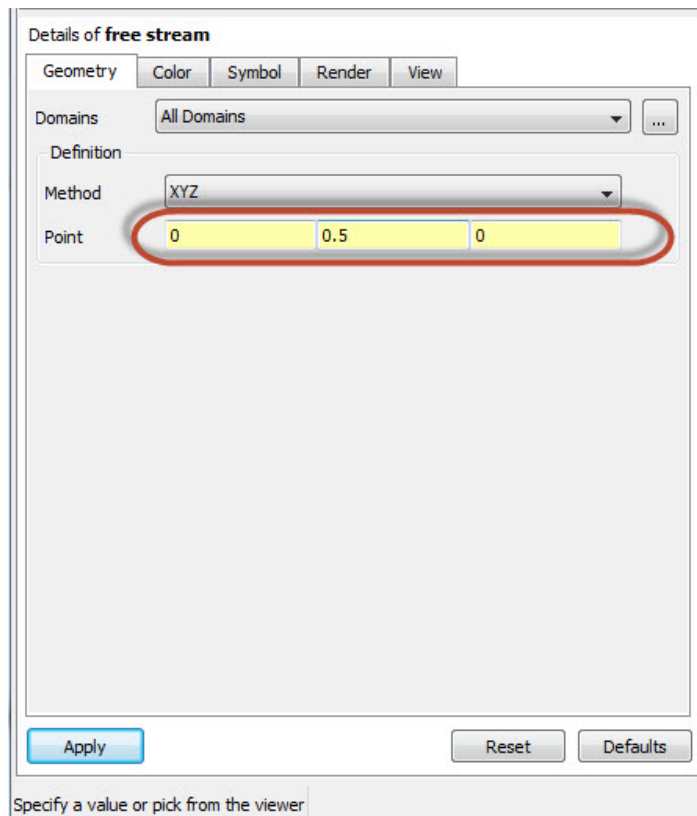 Details of free stream
Geometry Color Symbol Render View
Domains All Domains ...
Definition
Method XYZ
Point 0 0.5 0
Apply Reset Defaults
Specify a value or pick from the viewer